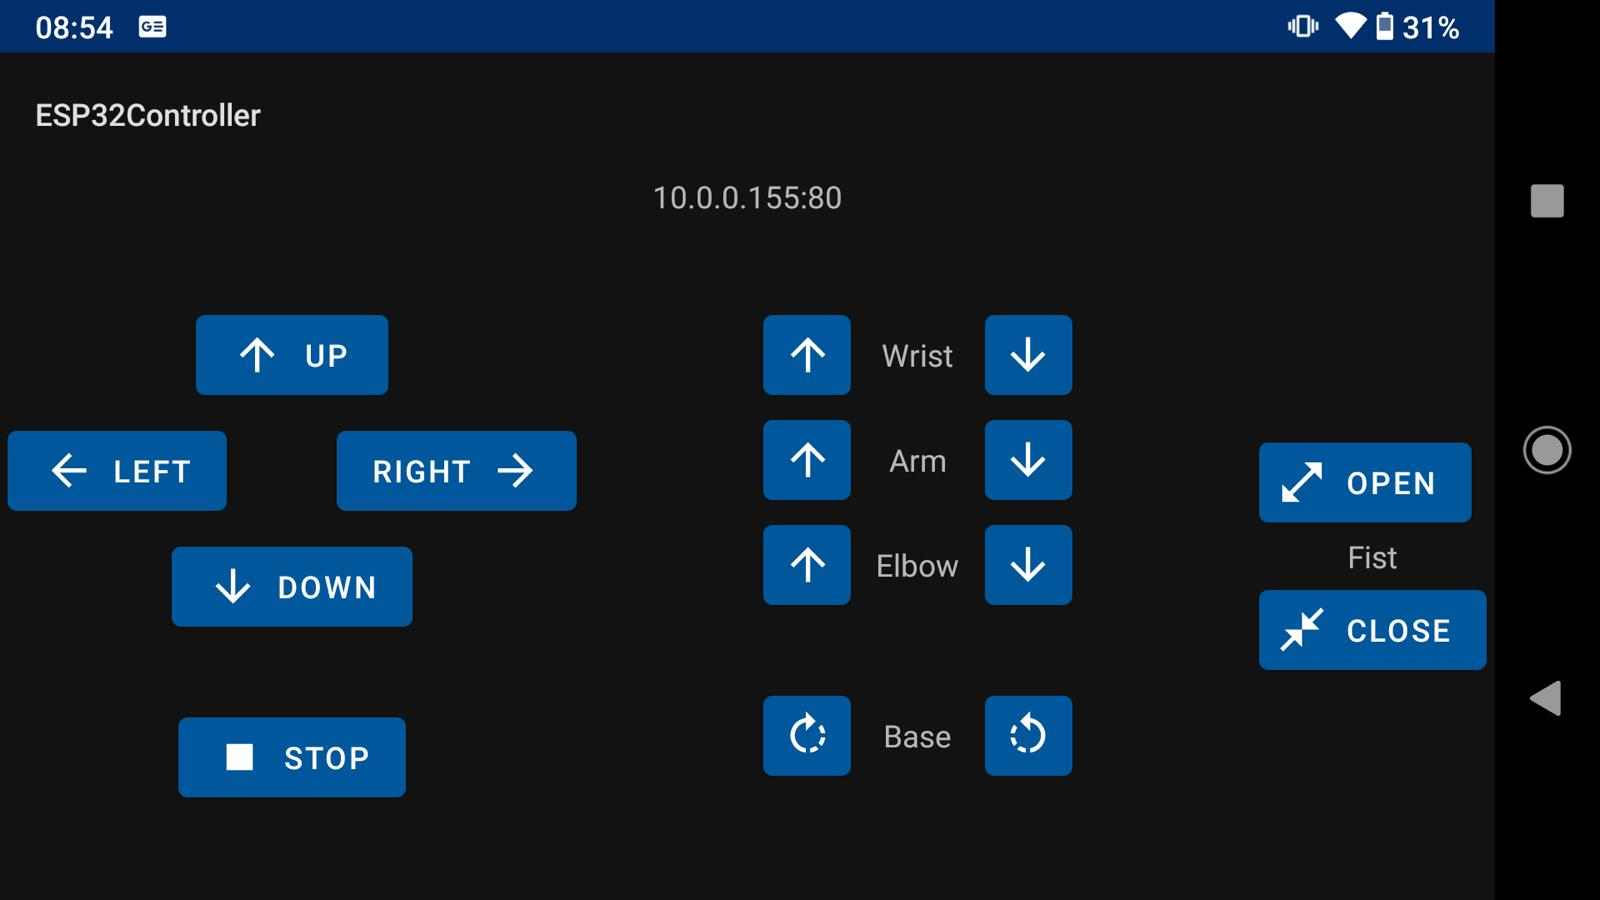 08:54 GE 31%
ESP32Controller
10.0.0.155:80
UP
LEFT RIGHT
DOWN
STOP
Wrist
Arm
Elbow
Base
OPEN
Fist
CLOSE